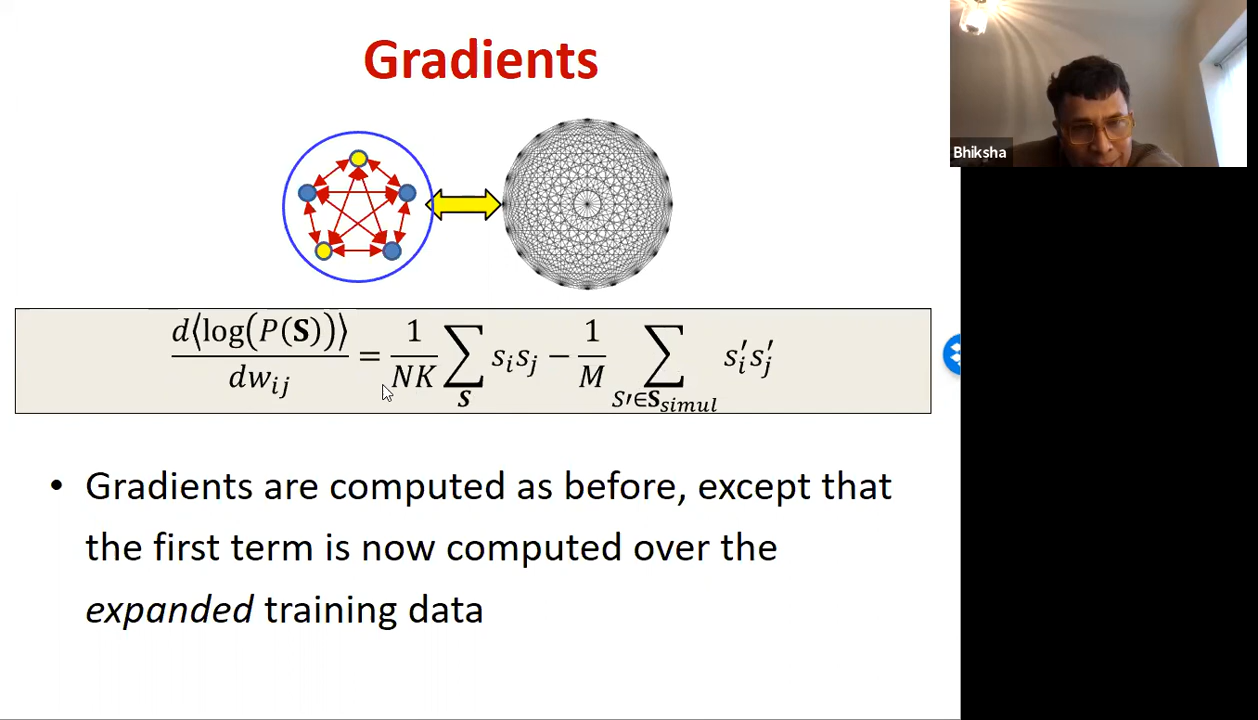 Gradients
Bhiksha
d⟨log(P(S))⟩/dw_ij = 1/NK ∑_S s_i s_j − 1/M ∑_{S′∈S_simul} s′_i s′_j
• Gradients are computed as before, except that
the first term is now computed over the
expanded training data